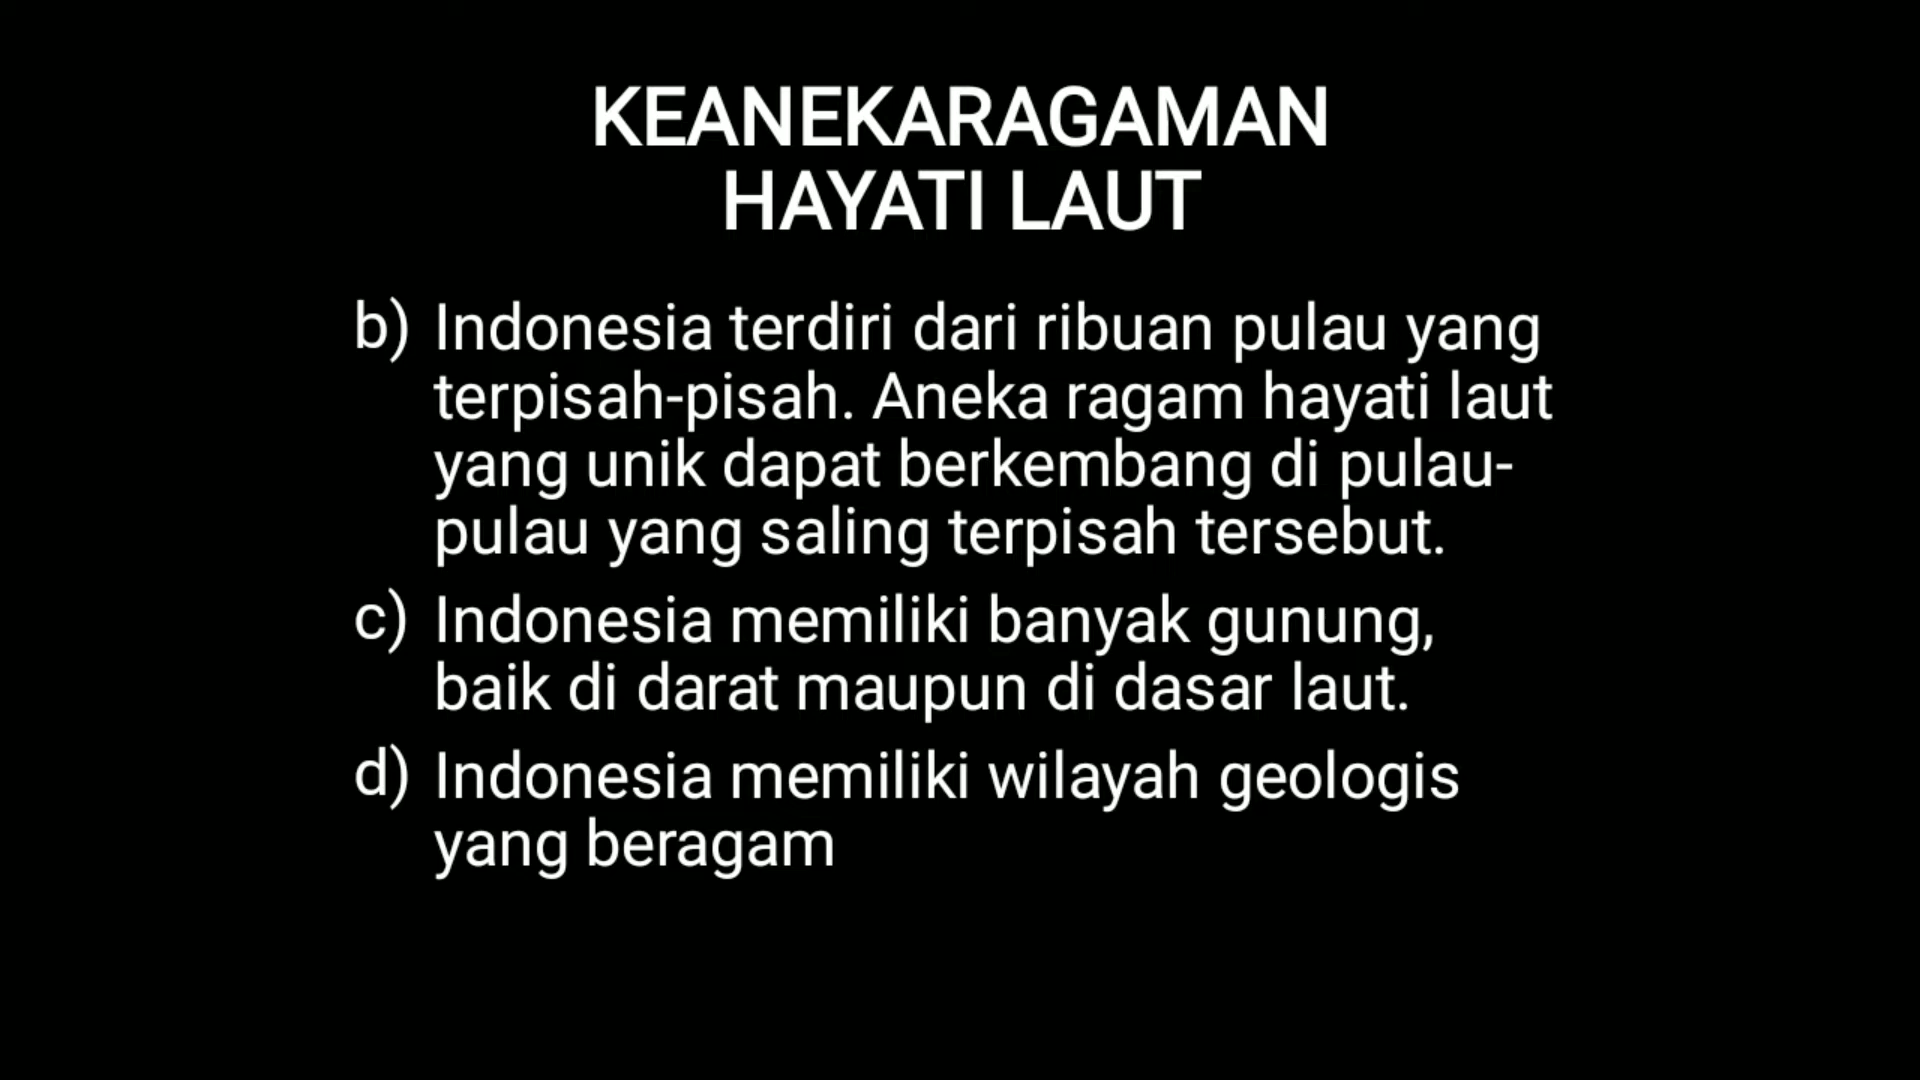 KEANEKARAGAMAN
HAYATI LAUT
b) Indonesia terdiri dari ribuan pulau yang
terpisah-pisah. Aneka ragam hayati laut
yang unik dapat berkembang di pulau-
pulau yang saling terpisah tersebut.
c) Indonesia memiliki banyak gunung,
baik di darat maupun di dasar laut.
d) Indonesia memiliki wilayah geologis
yang beragam